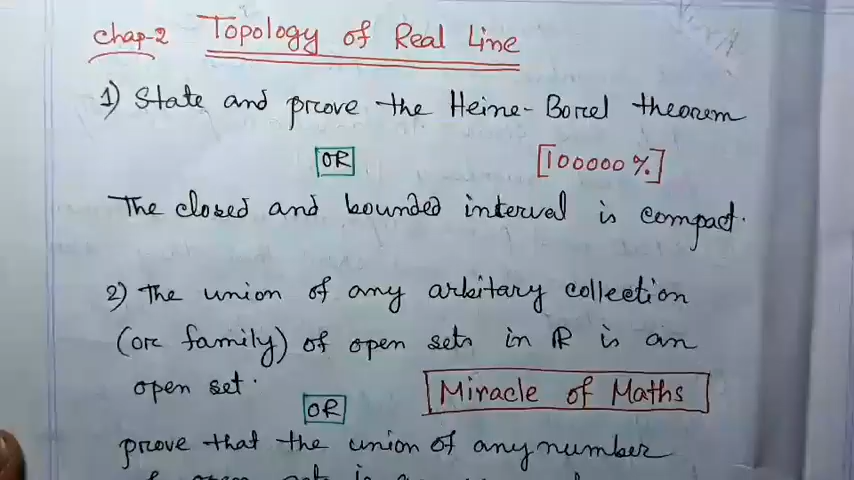 Chap-2 Topology of Real Line
1) State and prove the Heine-Borel theorem
OR [100000%]
The closed and bounded interval is compact.
2) The union of any arbitary collection
(or family) of open sets in R is an
open set.
OR Miracle of Maths
prove that the union of any number